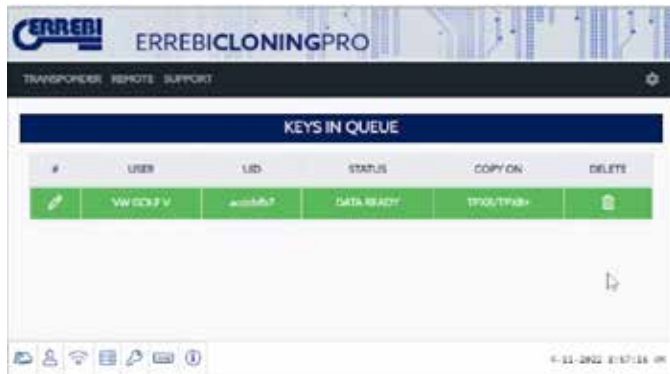 ERREBI
ERREBICLONINGPRO
TRANSPONDER REMOTE SUPPORT
KEYS IN QUEUE
# USER UID STATUS COPY ON DELETE
VW GOLF V DATA READY